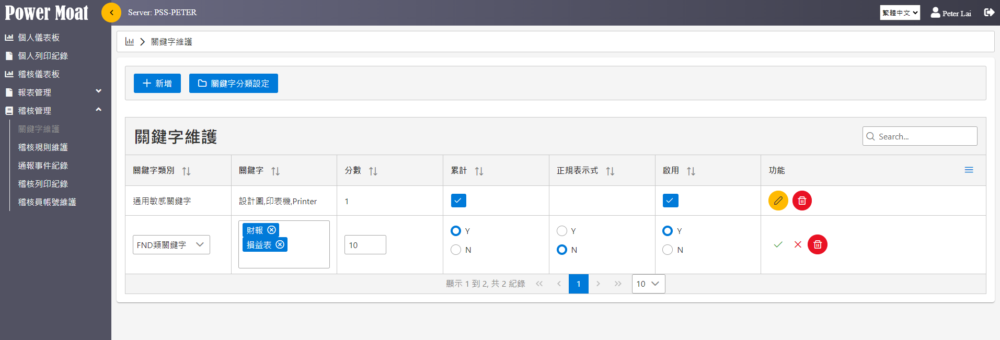 Power Moat
Server: PSS-PETER
繁體中文
Peter Lai
個人儀表板
個人列印紀錄
稽核儀表板
報表管理
稽核管理
關鍵字維護
稽核規則維護
通報事件紀錄
稽核列印紀錄
稽核員帳號維護
關鍵字維護
新增
關鍵字分類設定
關鍵字維護
Search...
關鍵字類別 關鍵字 分數 累計 正規表示式 啟用 功能
通用敏感關鍵字 設計圖,印表機,Printer 1
FND類關鍵字
財報
損益表
10
Y
N
Y
N
Y
N
顯示 1 到 2, 共 2 紀錄 1 10